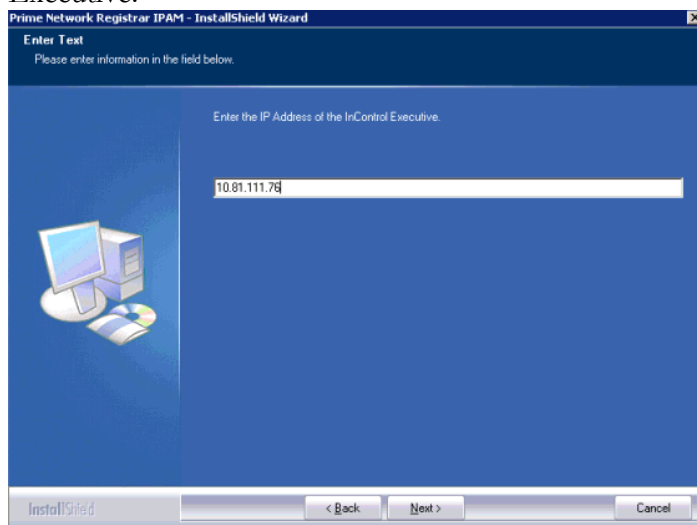 Executive.
Prime Network Registrar IPAM - InstallShield Wizard
Enter Text
Please enter information in the field below.
Enter the IP Address of the InControl Executive.
10.81.111.76
InstallShield
< Back
Next >
Cancel